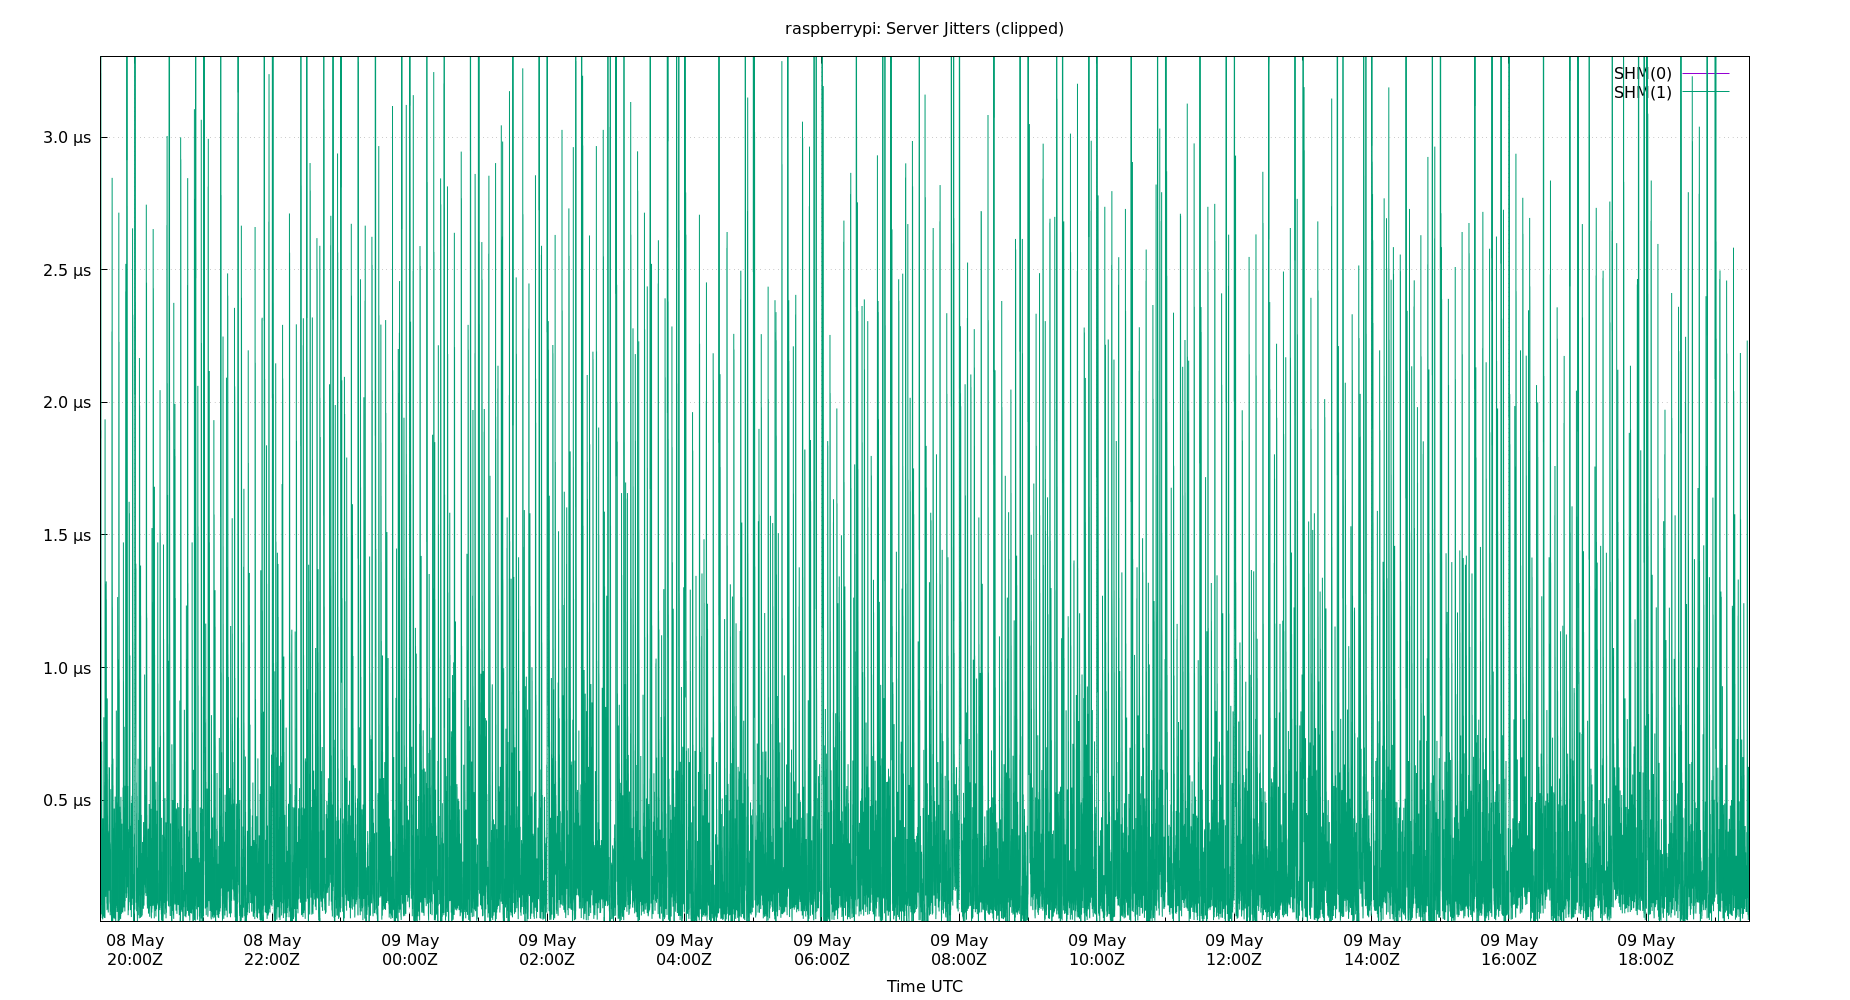 raspberrypi: Server Jitters (clipped)
SHM(0)
SHM(1)
3.0 µs
2.5 µs
2.0 µs
1.5 µs
1.0 µs
0.5 µs
08 May 08 May 09 May 09 May 09 May 09 May 09 May 09 May 09 May 09 May 09 May 09 May
20:00Z 22:00Z 00:00Z 02:00Z 04:00Z 06:00Z 08:00Z 10:00Z 12:00Z 14:00Z 16:00Z 18:00Z
Time UTC